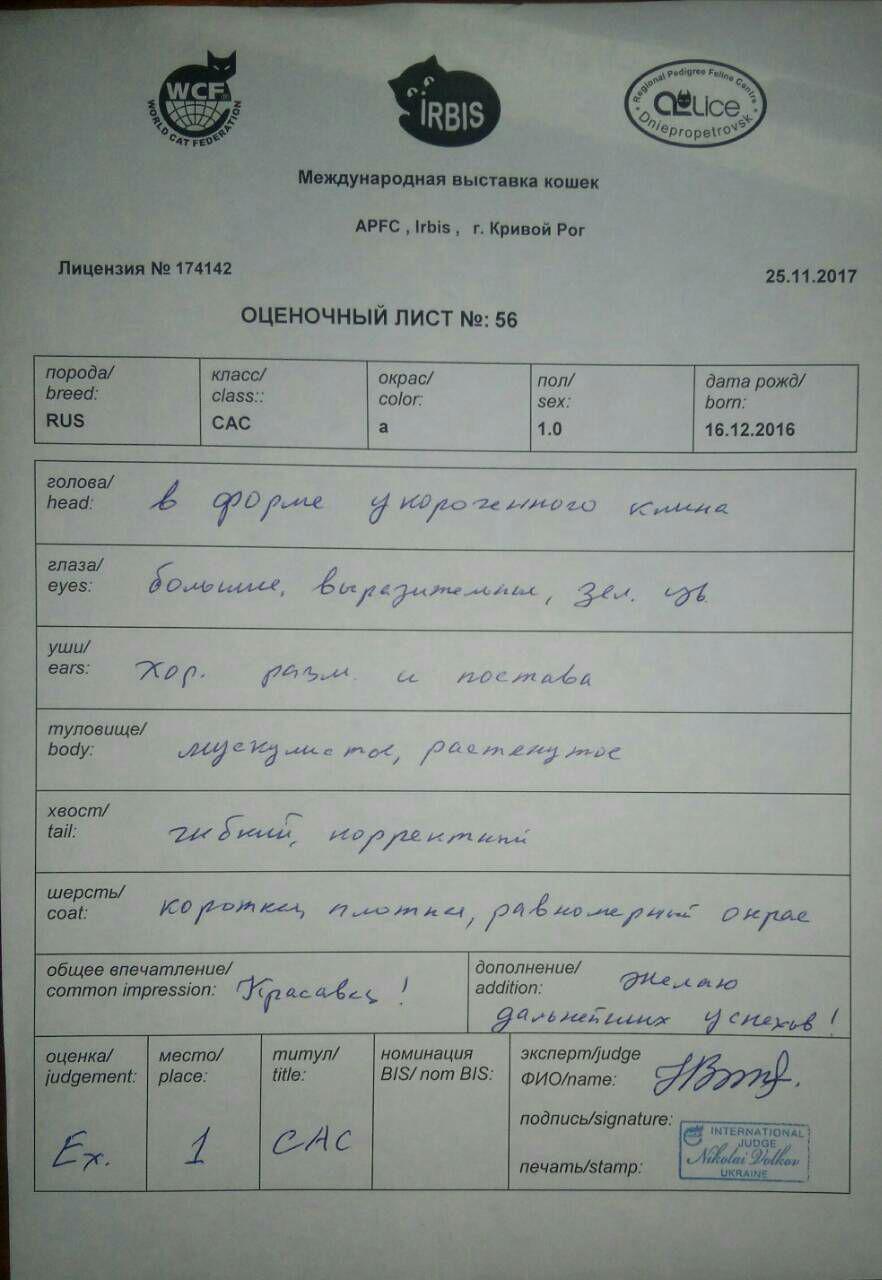 WCF
WORLD CAT FEDERATION
IRBIS
Regional Pedigree Feline Centre
aLice
Dniepropetrovsk
Международная выставка кошек
APFC , Irbis , г. Кривой Рог
Лицензия № 174142
25.11.2017
ОЦЕНОЧНЫЙ ЛИСТ №: 56
порода/
breed:
RUS
класс/
class::
CAC
окрас/
color:
a
пол/
sex:
1.0
дата рожд/
born:
16.12.2016
голова/
head:
в форме укороченного клина
глаза/
eyes:
большие, выразительные, зел. цв.
уши/
ears:
хор. разм. и постава
туловище/
body:
мускулистое, растянутое
хвост/
tail:
гибкий, корректный
шерсть/
coat:
короткая, плотная, равномерный окрас
общее впечатление/
common impression:
Красавец!
дополнение/
addition:
Желаю
дальнейших успехов!
оценка/
judgement:
Ex.
место/
place:
1
титул/
title:
CAC
номинация
BIS/ nom BIS:
эксперт/judge
ФИО/name:
подпись/signature:
печать/stamp:
INTERNATIONAL
JUDGE
Nikolai Volkov
UKRAINE